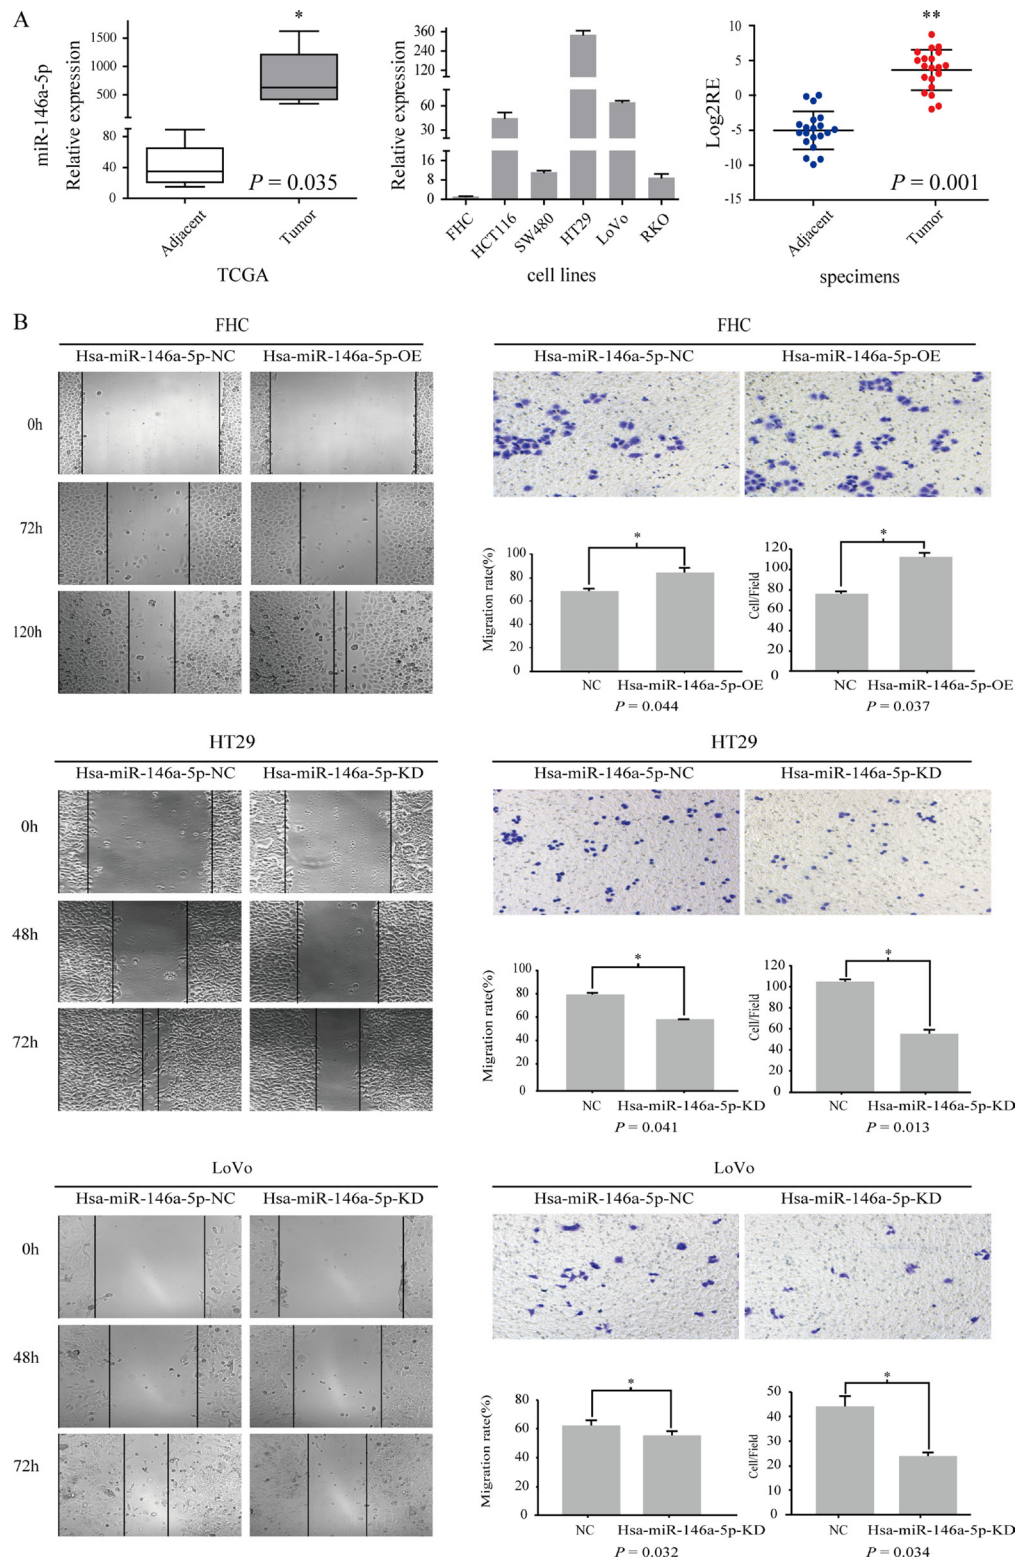 A
miR-146a-5p
Relative expression
1500
1000
500
80
40
0
*
P = 0.035
Adjacent
Tumor
TCGA
Relative expression
360
240
120
60
30
16
8
0
FHC
HCT116
SW480
HT29
LoVo
RKO
cell lines
Log2RE
10
5
0
-5
-10
-15
**
P = 0.001
Adjacent
Tumor
specimens
B
FHC
Hsa-miR-146a-5p-NC
Hsa-miR-146a-5p-OE
0h
72h
120h
FHC
Hsa-miR-146a-5p-NC
Hsa-miR-146a-5p-OE
Migration rate(%)
100
80
60
40
20
0
*
NC
Hsa-miR-146a-5p-OE
P = 0.044
Cell/Field
120
100
80
60
40
20
0
*
NC
Hsa-miR-146a-5p-OE
P = 0.037
HT29
Hsa-miR-146a-5p-NC
Hsa-miR-146a-5p-KD
0h
48h
72h
HT29
Hsa-miR-146a-5p-NC
Hsa-miR-146a-5p-KD
Migration rate(%)
100
80
60
40
20
0
*
NC
Hsa-miR-146a-5p-KD
P = 0.041
Cell/Field
120
100
80
60
40
20
0
*
NC
Hsa-miR-146a-5p-KD
P = 0.013
LoVo
Hsa-miR-146a-5p-NC
Hsa-miR-146a-5p-KD
0h
48h
72h
LoVo
Hsa-miR-146a-5p-NC
Hsa-miR-146a-5p-KD
Migration rate(%)
80
60
40
20
0
*
NC
Hsa-miR-146a-5p-KD
P = 0.032
Cell/Field
50
40
30
20
10
0
*
NC
Hsa-miR-146a-5p-KD
P = 0.034